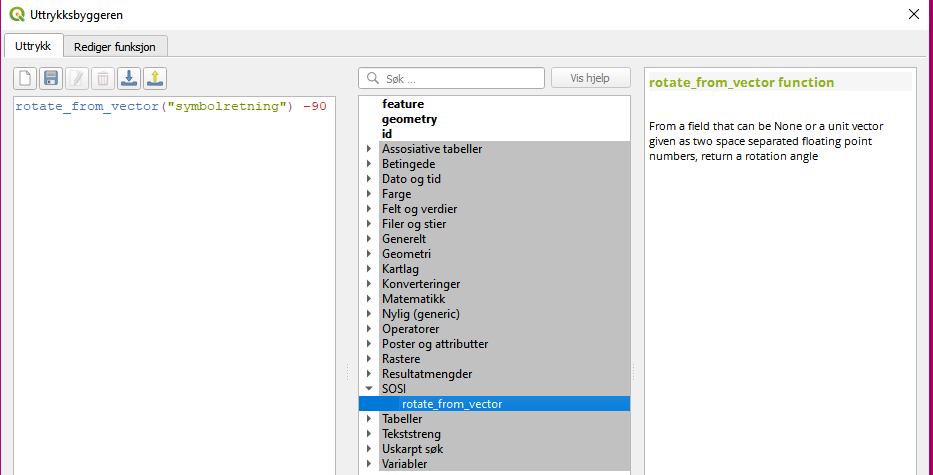 Uttrykksbyggeren
Uttrykk
Rediger funksjon
Søk ...
Vis hjelp
rotate_from_vector("symbolretning") -90
feature
geometry
id
Assosiative tabeller
Betingede
Dato og tid
Farge
Felt og verdier
Filer og stier
Generelt
Geometri
Kartlag
Konverteringer
Matematikk
Nylig (generic)
Operatorer
Poster og attributter
Rastere
Resultatmengder
SOSI
rotate_from_vector
Tabeller
Tekststreng
Uskarpt søk
Variabler
rotate_from_vector function
From a field that can be None or a unit vector
given as two space separated floating point
numbers, return a rotation angle